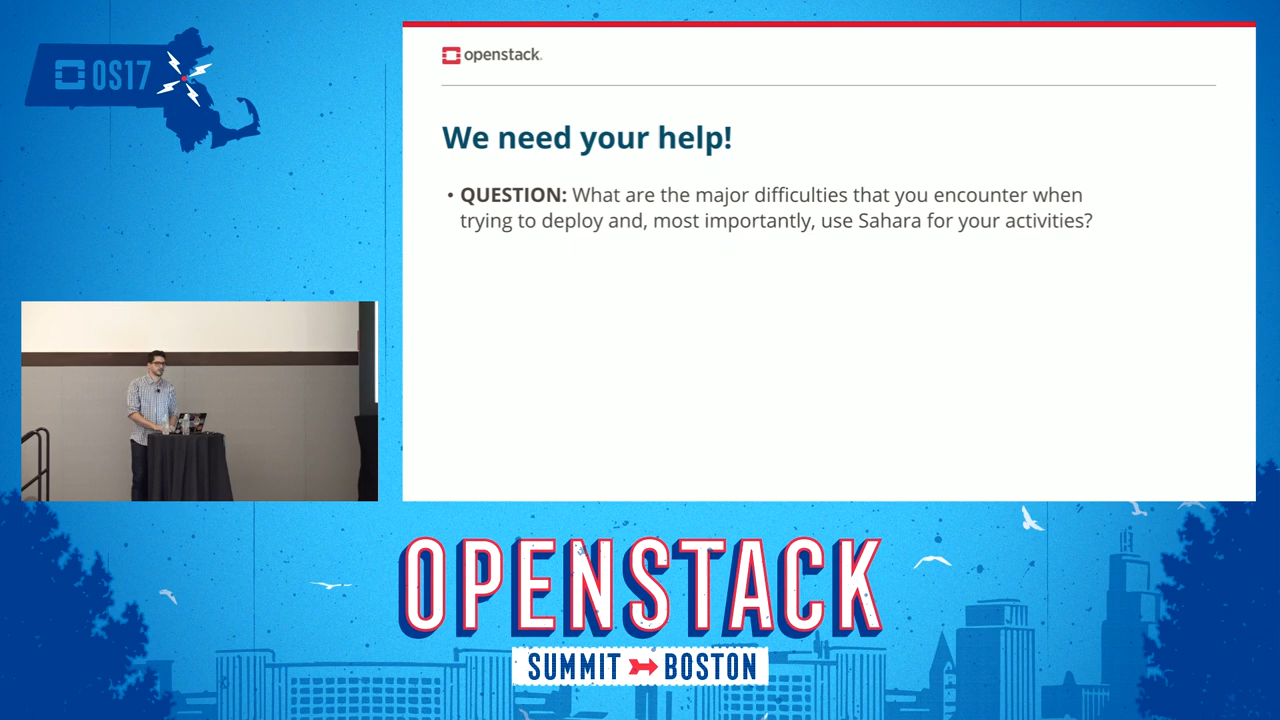 OS17
openstack.
We need your help!
• QUESTION: What are the major difficulties that you encounter when
trying to deploy and, most importantly, use Sahara for your activities?
OPENSTACK
SUMMIT BOSTON